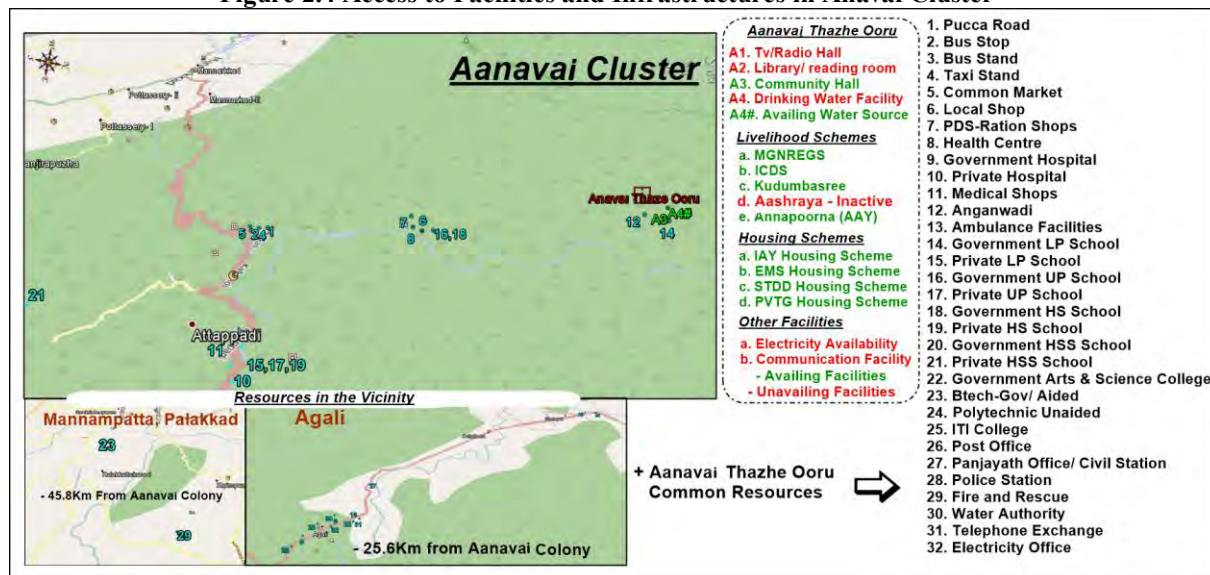 Figure 2.4 Access to Facilities and Infrastructures in Anavai Cluster
Aanavai Cluster
Mannarkkad
Pottassery- II
Mannarkad-II
Pottassery- I
anjirapuzha
Anavai Thaze Ooru
12 A3 A4#
14
7 6
8 16,18
5 24 1
21
Attappadi
11
15,17,19
10
Resources in the Vicinity
Mannampatta, Palakkad
23
- 45.8Km From Aanavai Colony
29
Agali
Agali
- 25.6Km from Aanavai Colony
Aanavai Thazhe Ooru
A1. Tv/Radio Hall
A2. Library/ reading room
A3. Community Hall
A4. Drinking Water Facility
A4#. Availing Water Source
Livelihood Schemes
a. MGNREGS
b. ICDS
c. Kudumbasree
d. Aashraya - Inactive
e. Annapoorna (AAY)
Housing Schemes
a. IAY Housing Scheme
b. EMS Housing Scheme
c. STDD Housing Scheme
d. PVTG Housing Scheme
Other Facilities
a. Electricity Availability
b. Communication Facility
- Availing Facilities
- Unavailing Facilities
+ Aanavai Thazhe Ooru
Common Resources
1. Pucca Road
2. Bus Stop
3. Bus Stand
4. Taxi Stand
5. Common Market
6. Local Shop
7. PDS-Ration Shops
8. Health Centre
9. Government Hospital
10. Private Hospital
11. Medical Shops
12. Anganwadi
13. Ambulance Facilities
14. Government LP School
15. Private LP School
16. Government UP School
17. Private UP School
18. Government HS School
19. Private HS School
20. Government HSS School
21. Private HSS School
22. Government Arts & Science College
23. Btech-Gov/ Aided
24. Polytechnic Unaided
25. ITI College
26. Post Office
27. Panjayath Office/ Civil Station
28. Police Station
29. Fire and Rescue
30. Water Authority
31. Telephone Exchange
32. Electricity Office